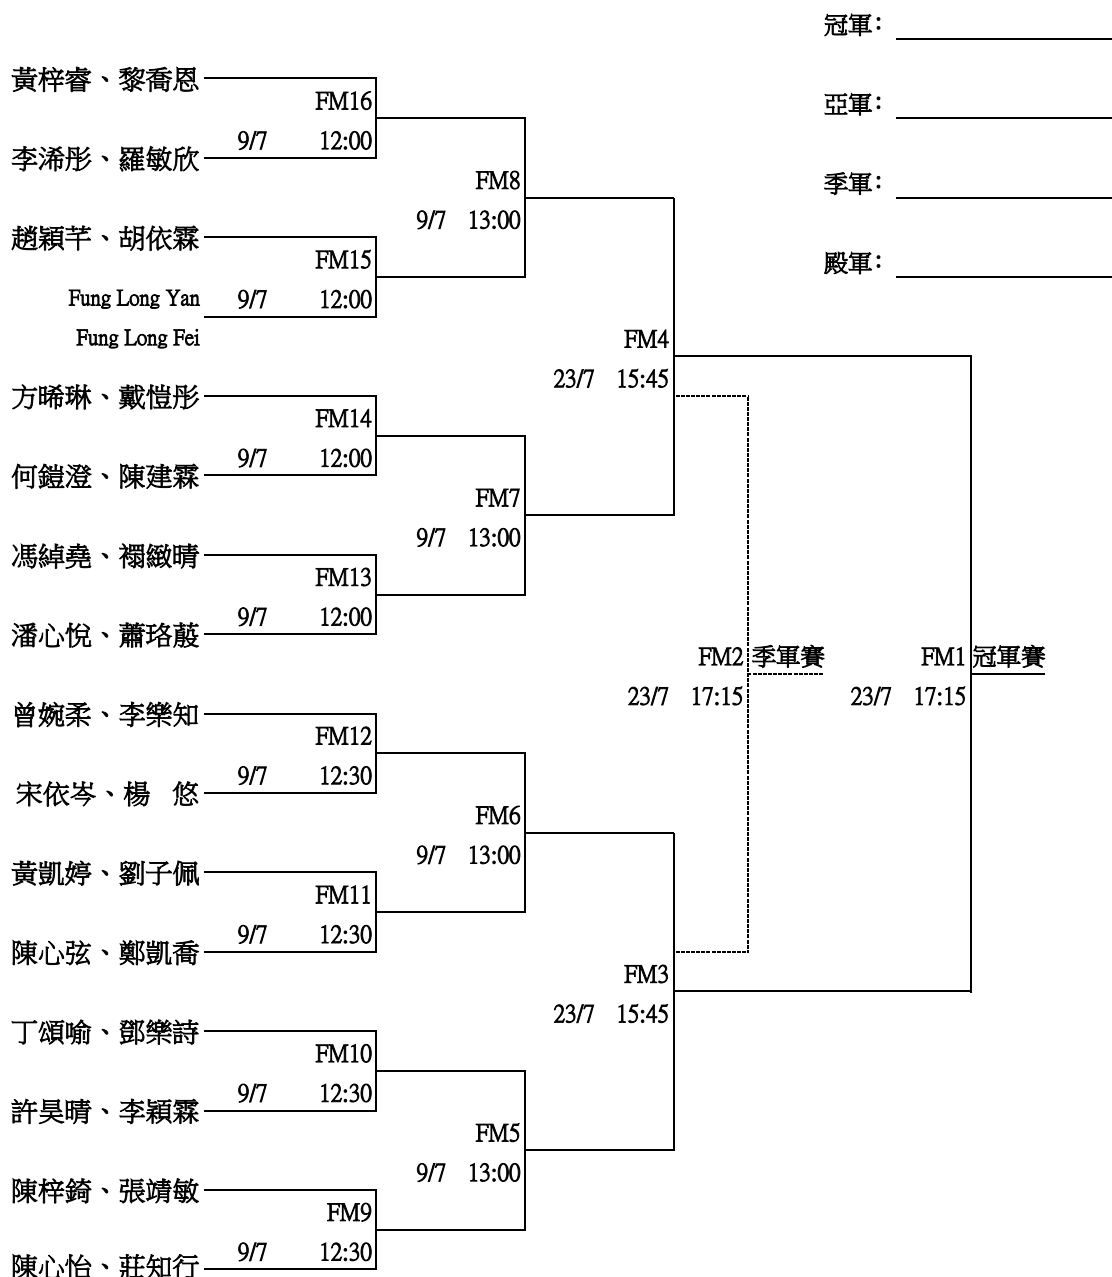 冠軍：
黃梓睿、黎喬恩
FM16
亞軍：
9/7 12:00
李浠彤、羅敏欣
FM8
季軍：
9/7 13:00
趙穎芊、胡依霖
FM15
殿軍：
Fung Long Yan 9/7 12:00
Fung Long Fei
FM4
23/7 15:45
方晞琳、戴愷彤
FM14
9/7 12:00
何鎧澄、陳建霖
FM7
9/7 13:00
馮綽堯、禤緻晴
FM13
9/7 12:00
潘心悅、蕭珞蒑
FM2 季軍賽 FM1 冠軍賽
23/7 17:15 23/7 17:15
曾婉柔、李樂知
FM12
9/7 12:30
宋依岑、楊 悠
FM6
9/7 13:00
黃凱婷、劉子佩
FM11
9/7 12:30
陳心弦、鄭凱喬
FM3
23/7 15:45
丁頌喻、鄧樂詩
FM10
9/7 12:30
許昊晴、李穎霖
FM5
9/7 13:00
陳梓錡、張靖敏
FM9
9/7 12:30
陳心怡、莊知行